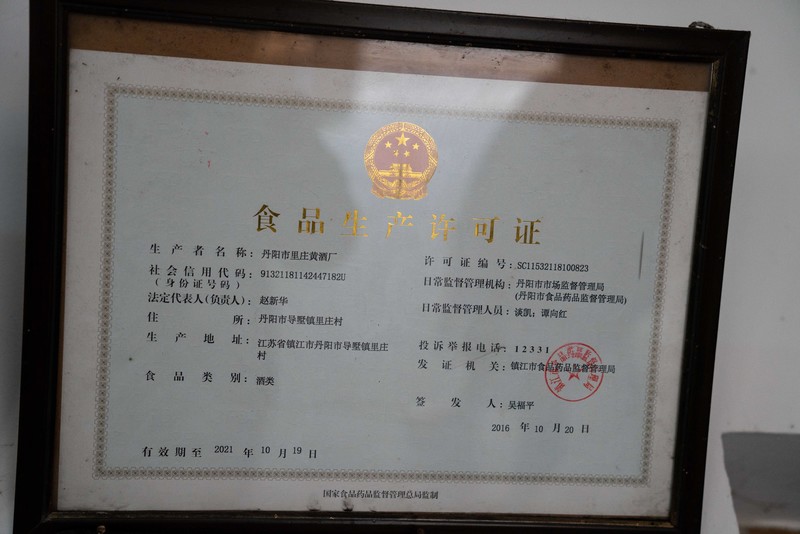 食品生产许可证
生产者名称：丹阳市里庄黄酒厂
社会信用代码：91321181142447182U
（身份证号码）
法定代表人(负责人)：赵新华
住所：丹阳市导墅镇里庄村
生产地址：江苏省镇江市丹阳市导墅镇里庄
村
食品类别：酒类
有效期至 2021 年 10 月 19 日
许可证编号：SC11532118100823
日常监督管理机构：丹阳市市场监督管理局
(丹阳市食品药品监督管理局)
日常监督管理人员：谈凯；谭向红
投诉举报电话：12331
发证机关：镇江市食品药品监督管理局
签发人：吴福平
2016 年 10 月 20 日
国家食品药品监督管理总局监制